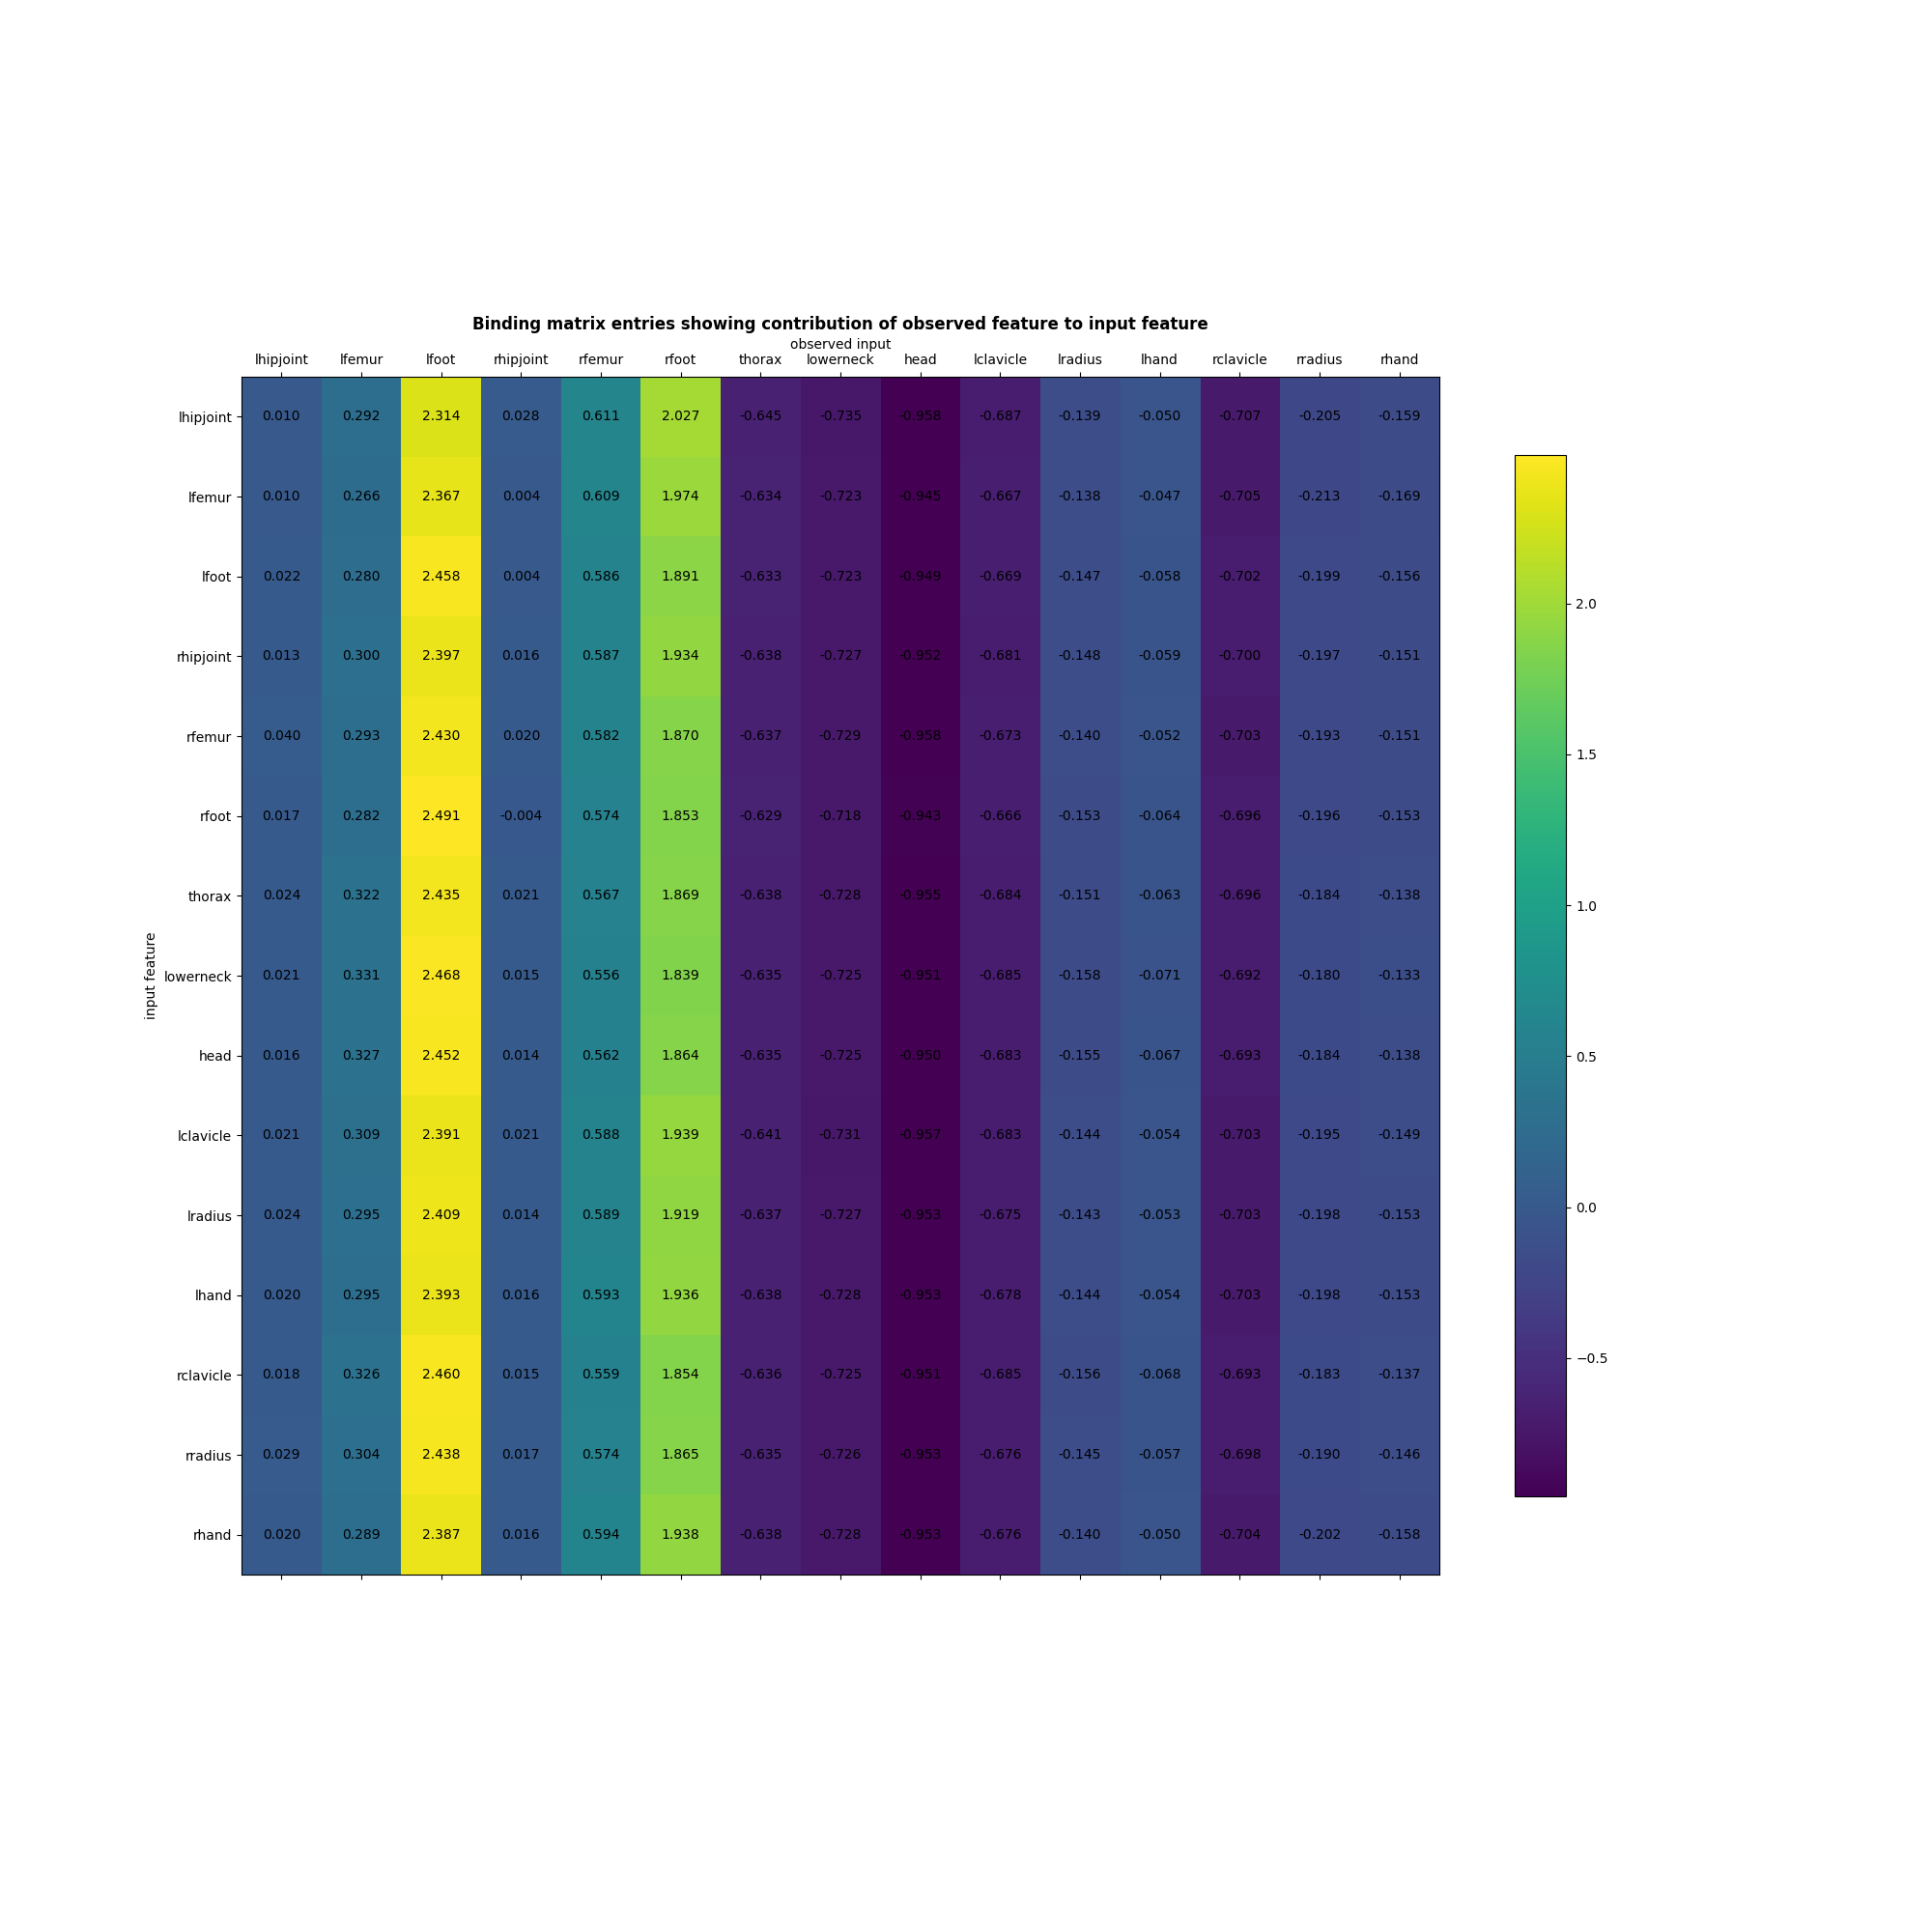 Binding matrix entries showing contribution of observed feature to input feature
observed input
lhipjoint lfemur lfoot rhipjoint rfemur rfoot thorax lowerneck head lclavicle lradius lhand rclavicle rradius rhand
lhipjoint 0.010 0.292 2.314 0.028 0.611 2.027 -0.645 -0.735 -0.958 -0.687 -0.139 -0.050 -0.707 -0.205 -0.159
lfemur 0.010 0.266 2.367 0.004 0.609 1.974 -0.634 -0.723 -0.945 -0.667 -0.138 -0.047 -0.705 -0.213 -0.169
lfoot 0.022 0.280 2.458 0.004 0.586 1.891 -0.633 -0.723 -0.949 -0.669 -0.147 -0.058 -0.702 -0.199 -0.156
rhipjoint 0.013 0.300 2.397 0.016 0.587 1.934 -0.638 -0.727 -0.952 -0.681 -0.148 -0.059 -0.700 -0.197 -0.151
rfemur 0.040 0.293 2.430 0.020 0.582 1.870 -0.637 -0.729 -0.958 -0.673 -0.140 -0.052 -0.703 -0.193 -0.151
rfoot 0.017 0.282 2.491 -0.004 0.574 1.853 -0.629 -0.718 -0.943 -0.666 -0.153 -0.064 -0.696 -0.196 -0.153
thorax 0.024 0.322 2.435 0.021 0.567 1.869 -0.638 -0.728 -0.955 -0.684 -0.151 -0.063 -0.696 -0.184 -0.138
lowerneck 0.021 0.331 2.468 0.015 0.556 1.839 -0.635 -0.725 -0.951 -0.685 -0.158 -0.071 -0.692 -0.180 -0.133
head 0.016 0.327 2.452 0.014 0.562 1.864 -0.635 -0.725 -0.950 -0.683 -0.155 -0.067 -0.693 -0.184 -0.138
lclavicle 0.021 0.309 2.391 0.021 0.588 1.939 -0.641 -0.731 -0.957 -0.683 -0.144 -0.054 -0.703 -0.195 -0.149
lradius 0.024 0.295 2.409 0.014 0.589 1.919 -0.637 -0.727 -0.953 -0.675 -0.143 -0.053 -0.703 -0.198 -0.153
lhand 0.020 0.295 2.393 0.016 0.593 1.936 -0.638 -0.728 -0.953 -0.678 -0.144 -0.054 -0.703 -0.198 -0.153
rclavicle 0.018 0.326 2.460 0.015 0.559 1.854 -0.636 -0.725 -0.951 -0.685 -0.156 -0.068 -0.693 -0.183 -0.137
rradius 0.029 0.304 2.438 0.017 0.574 1.865 -0.635 -0.726 -0.953 -0.676 -0.145 -0.057 -0.698 -0.190 -0.146
rhand 0.020 0.289 2.387 0.016 0.594 1.938 -0.638 -0.728 -0.953 -0.676 -0.140 -0.050 -0.704 -0.202 -0.158
input feature
2.0
1.5
1.0
0.5
0.0
−0.5